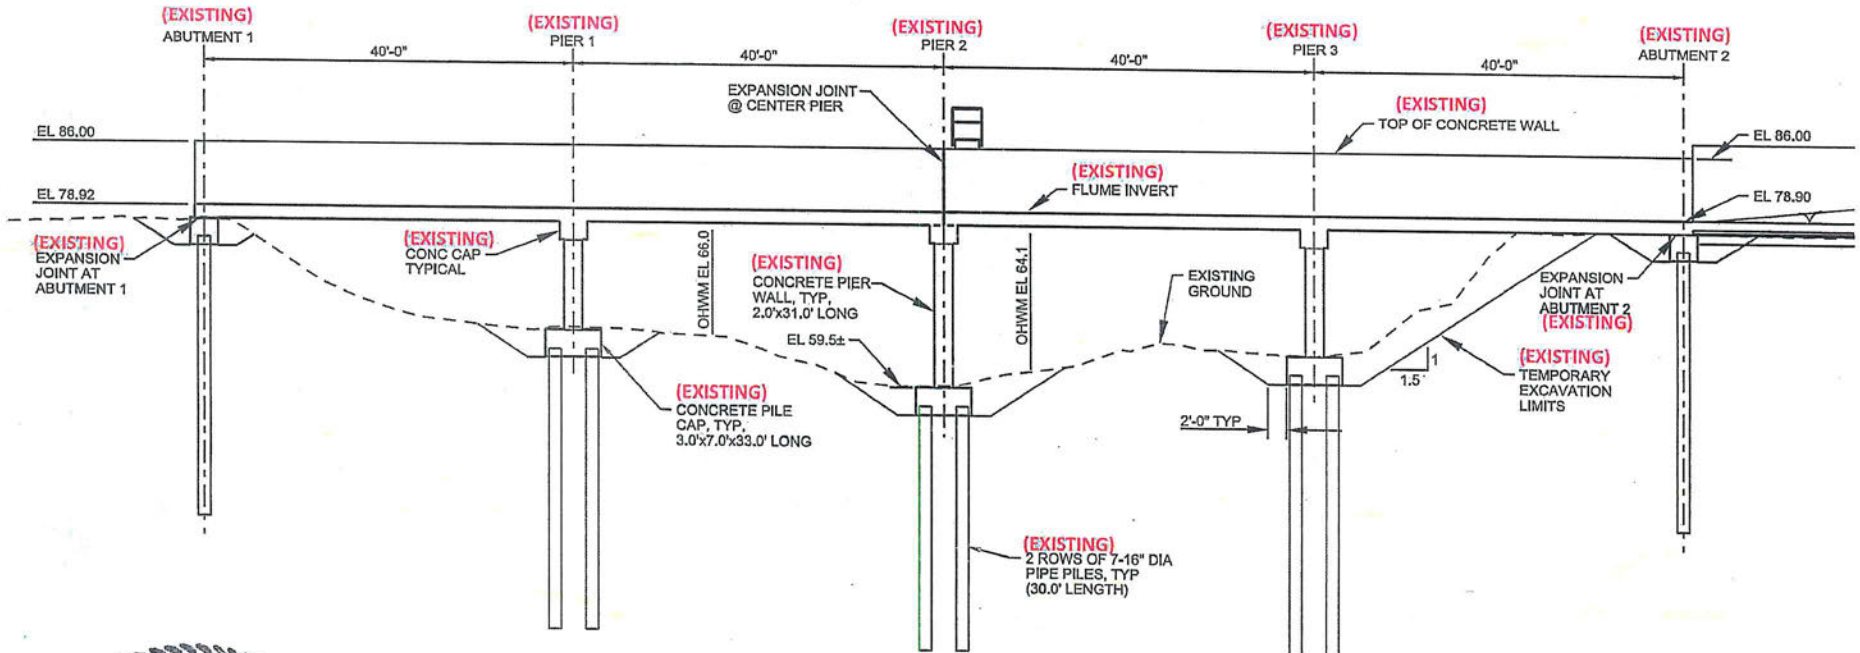 (EXISTING)
ABUTMENT 1
(EXISTING)
PIER 1
(EXISTING)
PIER 2
(EXISTING)
PIER 3
(EXISTING)
ABUTMENT 2
40'-0"
40'-0"
40'-0"
40'-0"
EXPANSION JOINT
@ CENTER PIER
(EXISTING)
TOP OF CONCRETE WALL
EL 86.00
EL 86.00
(EXISTING)
FLUME INVERT
EL 78.92
EL 78.90
(EXISTING)
EXPANSION
JOINT AT
ABUTMENT 1
(EXISTING)
CONC CAP
TYPICAL
OHWM EL 66.0
(EXISTING)
CONCRETE PIER
WALL, TYP,
2.0'x31.0' LONG
OHWM EL 64.1
EXISTING
GROUND
EXPANSION
JOINT AT
ABUTMENT 2
(EXISTING)
EL 59.5±
1
1.5
(EXISTING)
TEMPORARY
EXCAVATION
LIMITS
(EXISTING)
CONCRETE PILE
CAP, TYP,
3.0'x7.0'x33.0' LONG
2'-0" TYP
(EXISTING)
2 ROWS OF 7-16" DIA
PIPE PILES, TYP
(30.0' LENGTH)